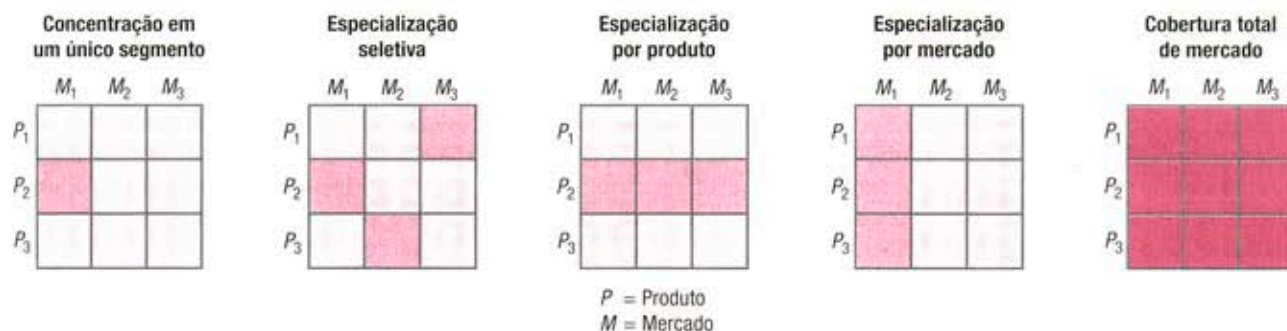 Concentração em
um único segmento
M1 M2 M3
P1
P2
P3
Especialização
seletiva
M1 M2 M3
P1
P2
P3
Especialização
por produto
M1 M2 M3
P1
P2
P3
Especialização
por mercado
M1 M2 M3
P1
P2
P3
Cobertura total
de mercado
M1 M2 M3
P1
P2
P3
P = Produto
M = Mercado